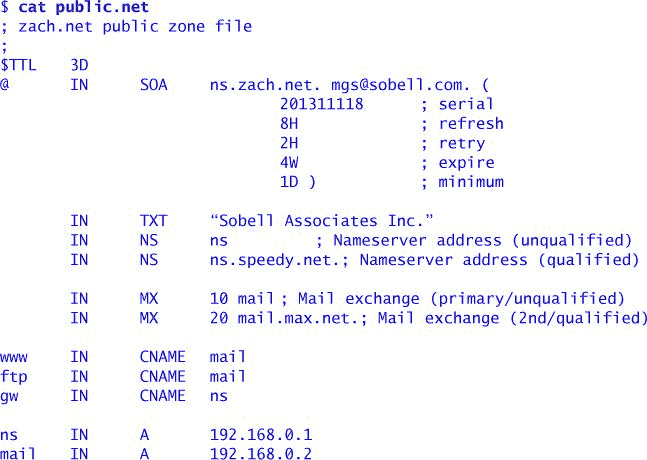 $ cat public.net
; zach.net public zone file
;
$TTL    3D
@       IN      SOA     ns.zach.net. mgs@sobell.com. (
                                201311118       ; serial
                                8H              ; refresh
                                2H              ; retry
                                4W              ; expire
                                1D )            ; minimum
        IN      TXT     “Sobell Associates Inc.”
        IN      NS      ns          ; Nameserver address (unqualified)
        IN      NS      ns.speedy.net.; Nameserver address (qualified)
        IN      MX      10 mail ; Mail exchange (primary/unqualified)
        IN      MX      20 mail.max.net.; Mail exchange (2nd/qualified)
www     IN      CNAME   mail
ftp     IN      CNAME   mail
gw      IN      CNAME   ns
ns      IN      A       192.168.0.1
mail    IN      A       192.168.0.2